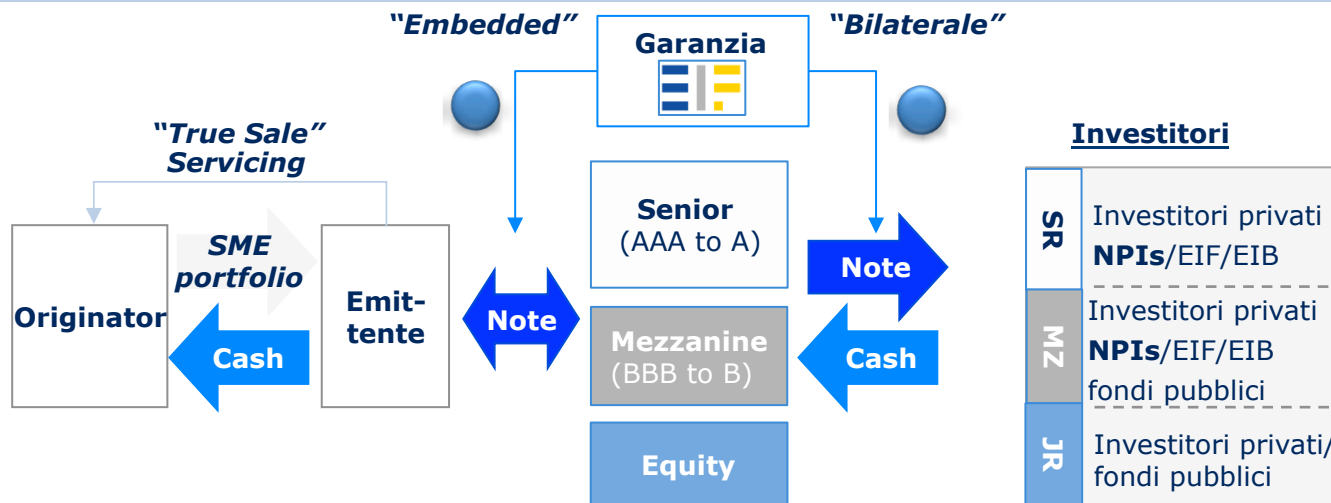 “Embedded”
“Bilaterale”
Garanzia
“True Sale”
Servicing
Investitori
Originator
SME
portfolio
Cash
Emit-
tente
Note
Senior
(AAA to A)
Mezzanine
(BBB to B)
Equity
Note
Cash
SR
Investitori privati
NPIs/EIF/EIB
MZ
Investitori privati
NPIs/EIF/EIB
fondi pubblici
JR
Investitori privati/
fondi pubblici